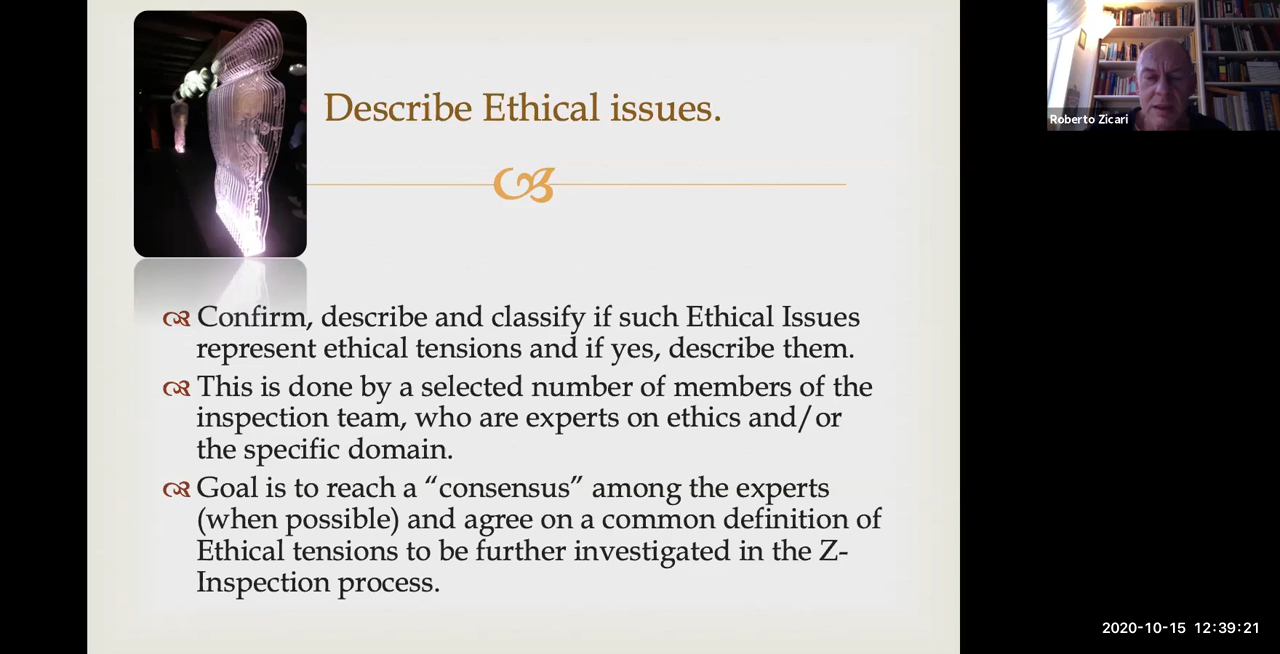 Describe Ethical issues.
Roberto Zicari
Confirm, describe and classify if such Ethical Issues
represent ethical tensions and if yes, describe them.
This is done by a selected number of members of the
inspection team, who are experts on ethics and/or
the specific domain.
Goal is to reach a “consensus” among the experts
(when possible) and agree on a common definition of
Ethical tensions to be further investigated in the Z-
Inspection process.
2020-10-15 12:39:21